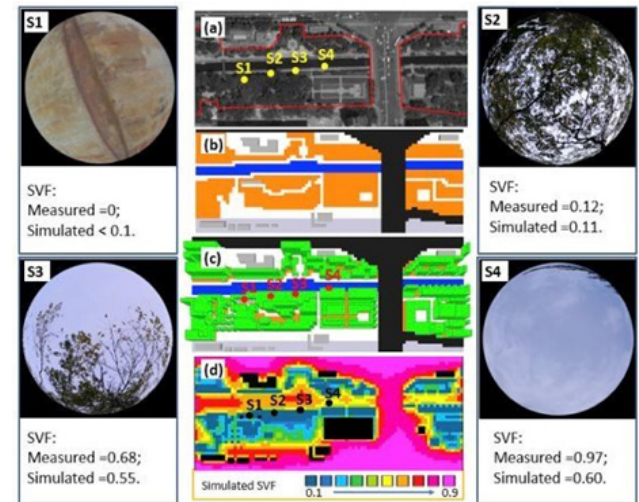 S1
SVF:
Measured =0;
Simulated < 0.1.
(a)
S1 S2 S3 S4
(b)
(c)
S1 S2 S3 S4
(d)
S1 S2 S3 S4
Simulated SVF
0.1 0.9
S2
SVF:
Measured =0.12;
Simulated =0.11.
S3
SVF:
Measured =0.68;
Simulated =0.55.
S4
SVF:
Measured =0.97;
Simulated =0.60.